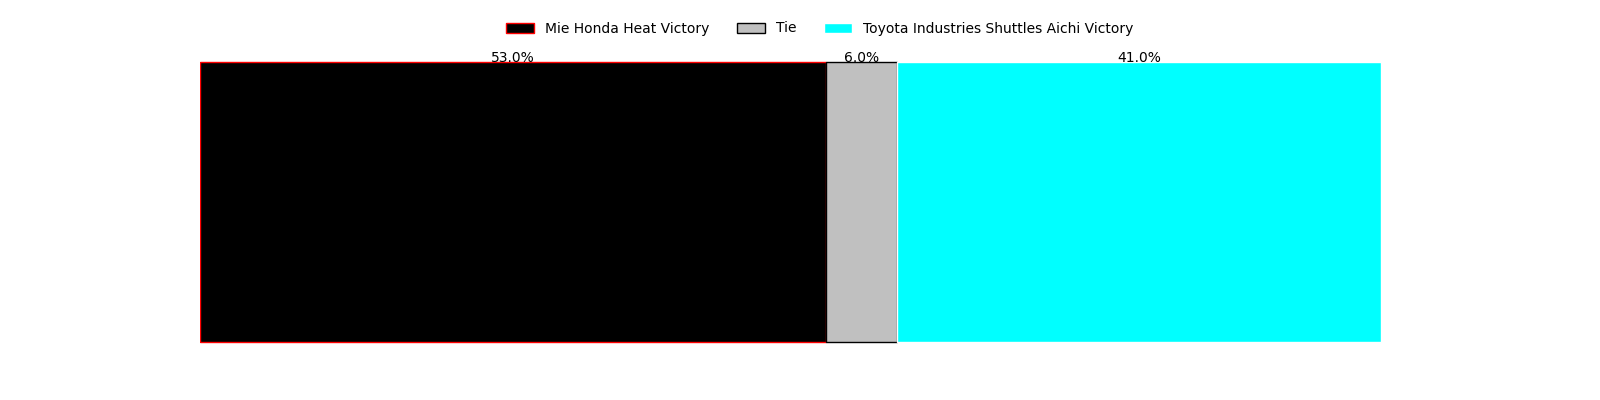 Mie Honda Heat Victory Tie Toyota Industries Shuttles Aichi Victory
53.0% 6.0% 41.0%